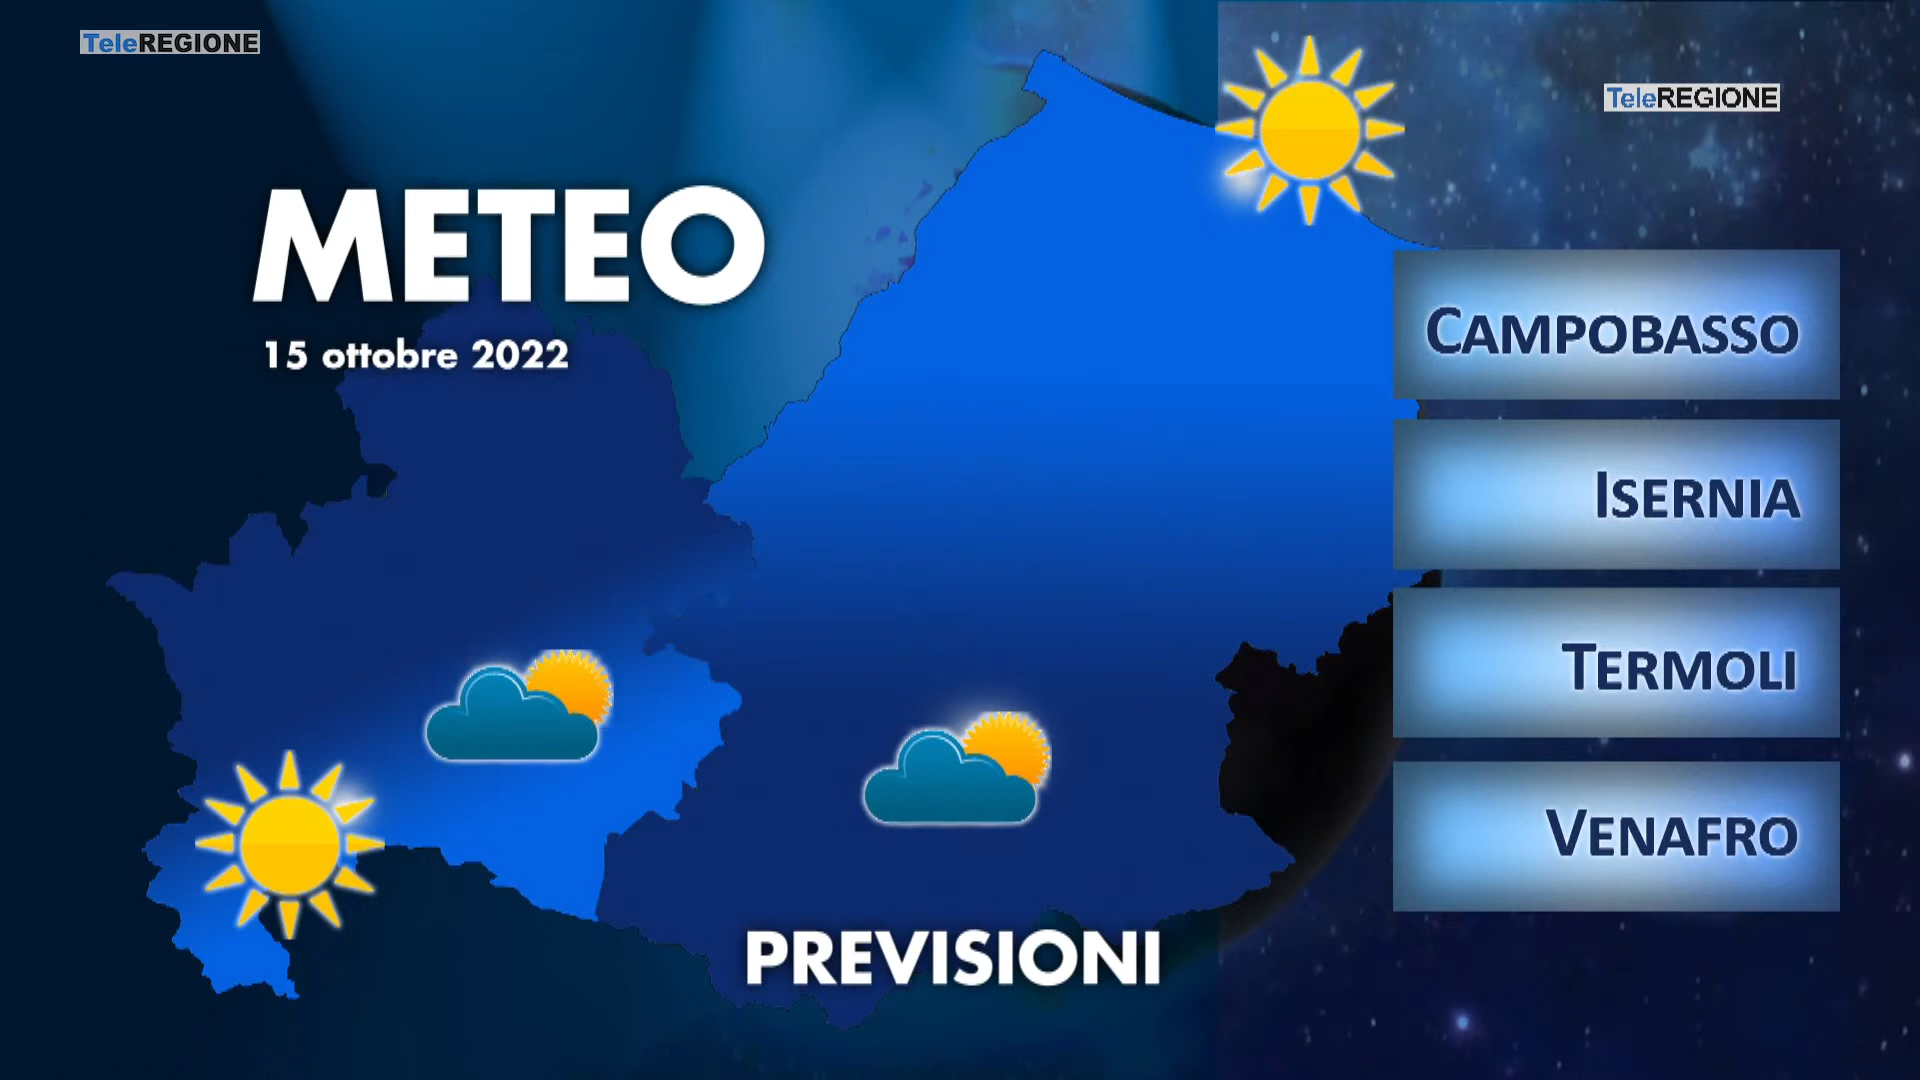 TeleREGIONE
TeleREGIONE
METEO
15 ottobre 2022
CAMPOBASSO
ISERNIA
TERMOLI
VENAFRO
PREVISIONI